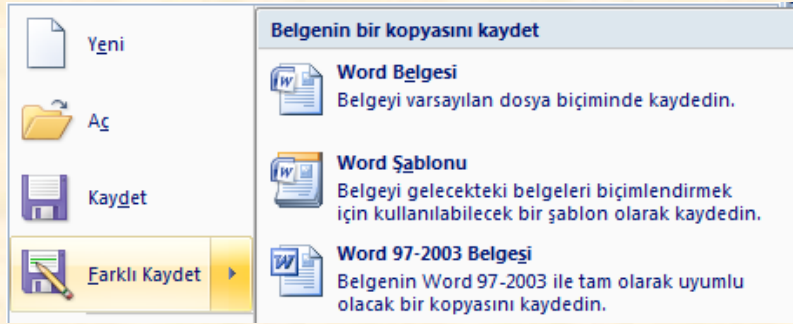 Yeni
Aç
Kaydet
Farklı Kaydet
Belgenin bir kopyasını kaydet
Word Belgesi
Belgeyi varsayılan dosya biçiminde kaydedin.
Word Şablonu
Belgeyi gelecekteki belgeleri biçimlendirmek
için kullanılabilecek bir şablon olarak kaydedin.
Word 97-2003 Belgesi
Belgenin Word 97-2003 ile tam olarak uyumlu
olacak bir kopyasını kaydedin.